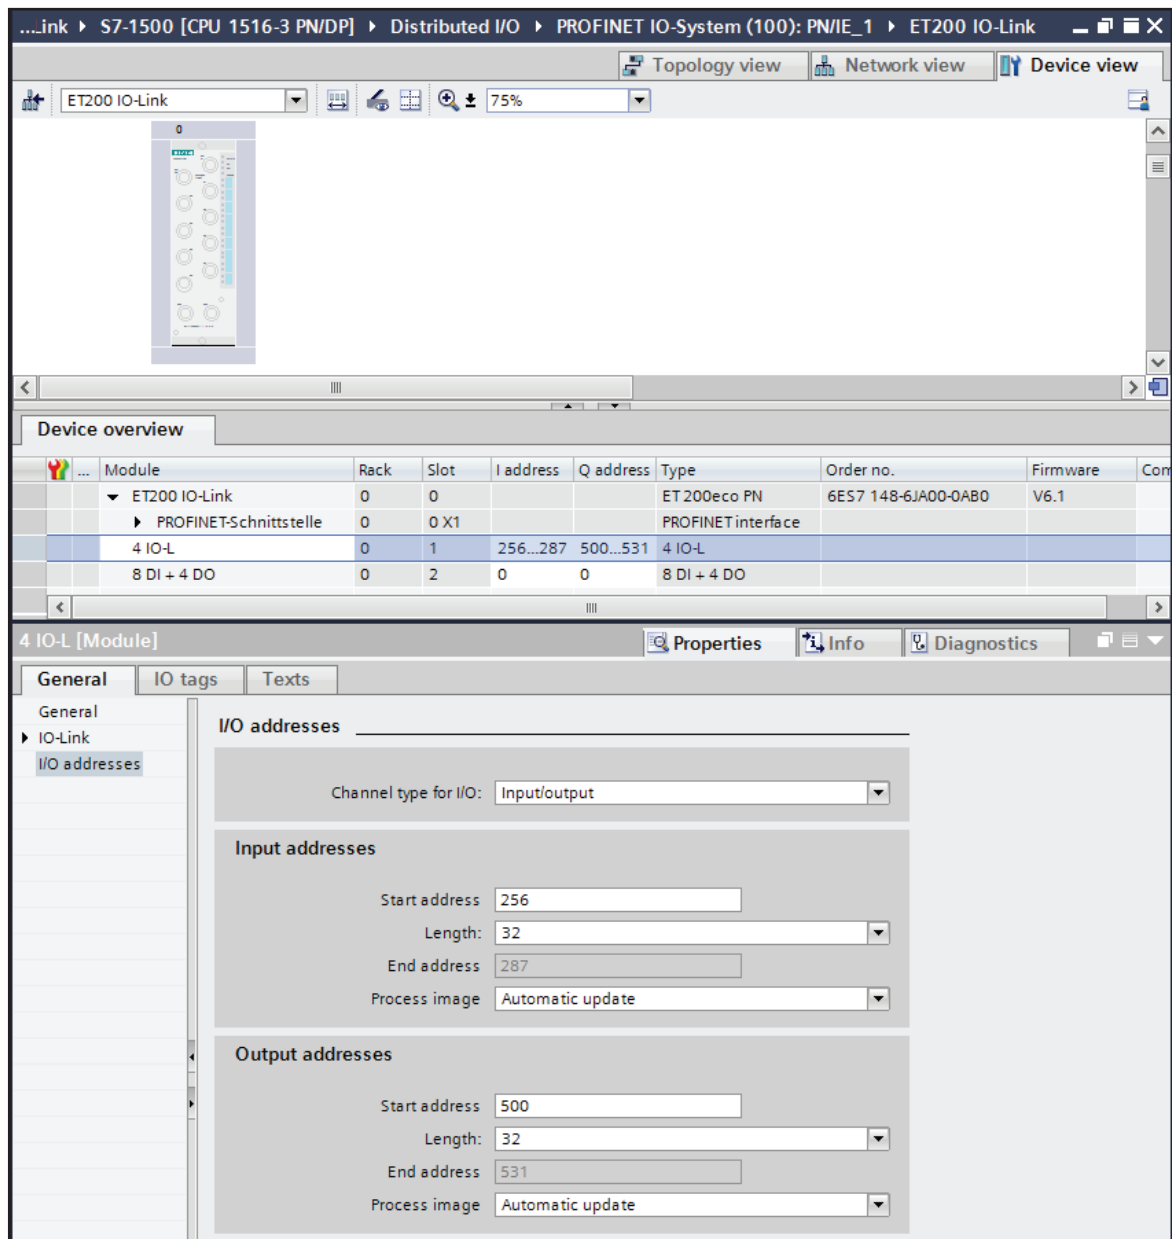 ...ink ▸ S7-1500 [CPU 1516-3 PN/DP] ▸ Distributed I/O ▸ PROFINET IO-System (100): PN/IE_1 ▸ ET200 IO-Link
Topology view Network view Device view
ET200 IO-Link 75%
0
Device overview
... Module Rack Slot I address Q address Type Order no. Firmware Com
ET200 IO-Link 0 0 ET 200eco PN 6ES7 148-6JA00-0AB0 V6.1
PROFINET-Schnittstelle 0 0 X1 PROFINET interface
4 IO-L 0 1 256...287 500...531 4 IO-L
8 DI + 4 DO 0 2 0 0 8 DI + 4 DO
4 IO-L [Module] Properties Info Diagnostics
General IO tags Texts
General
IO-Link
I/O addresses
I/O addresses
Channel type for I/O: Input/output
Input addresses
Start address 256
Length: 32
End address 287
Process image Automatic update
Output addresses
Start address 500
Length: 32
End address 531
Process image Automatic update